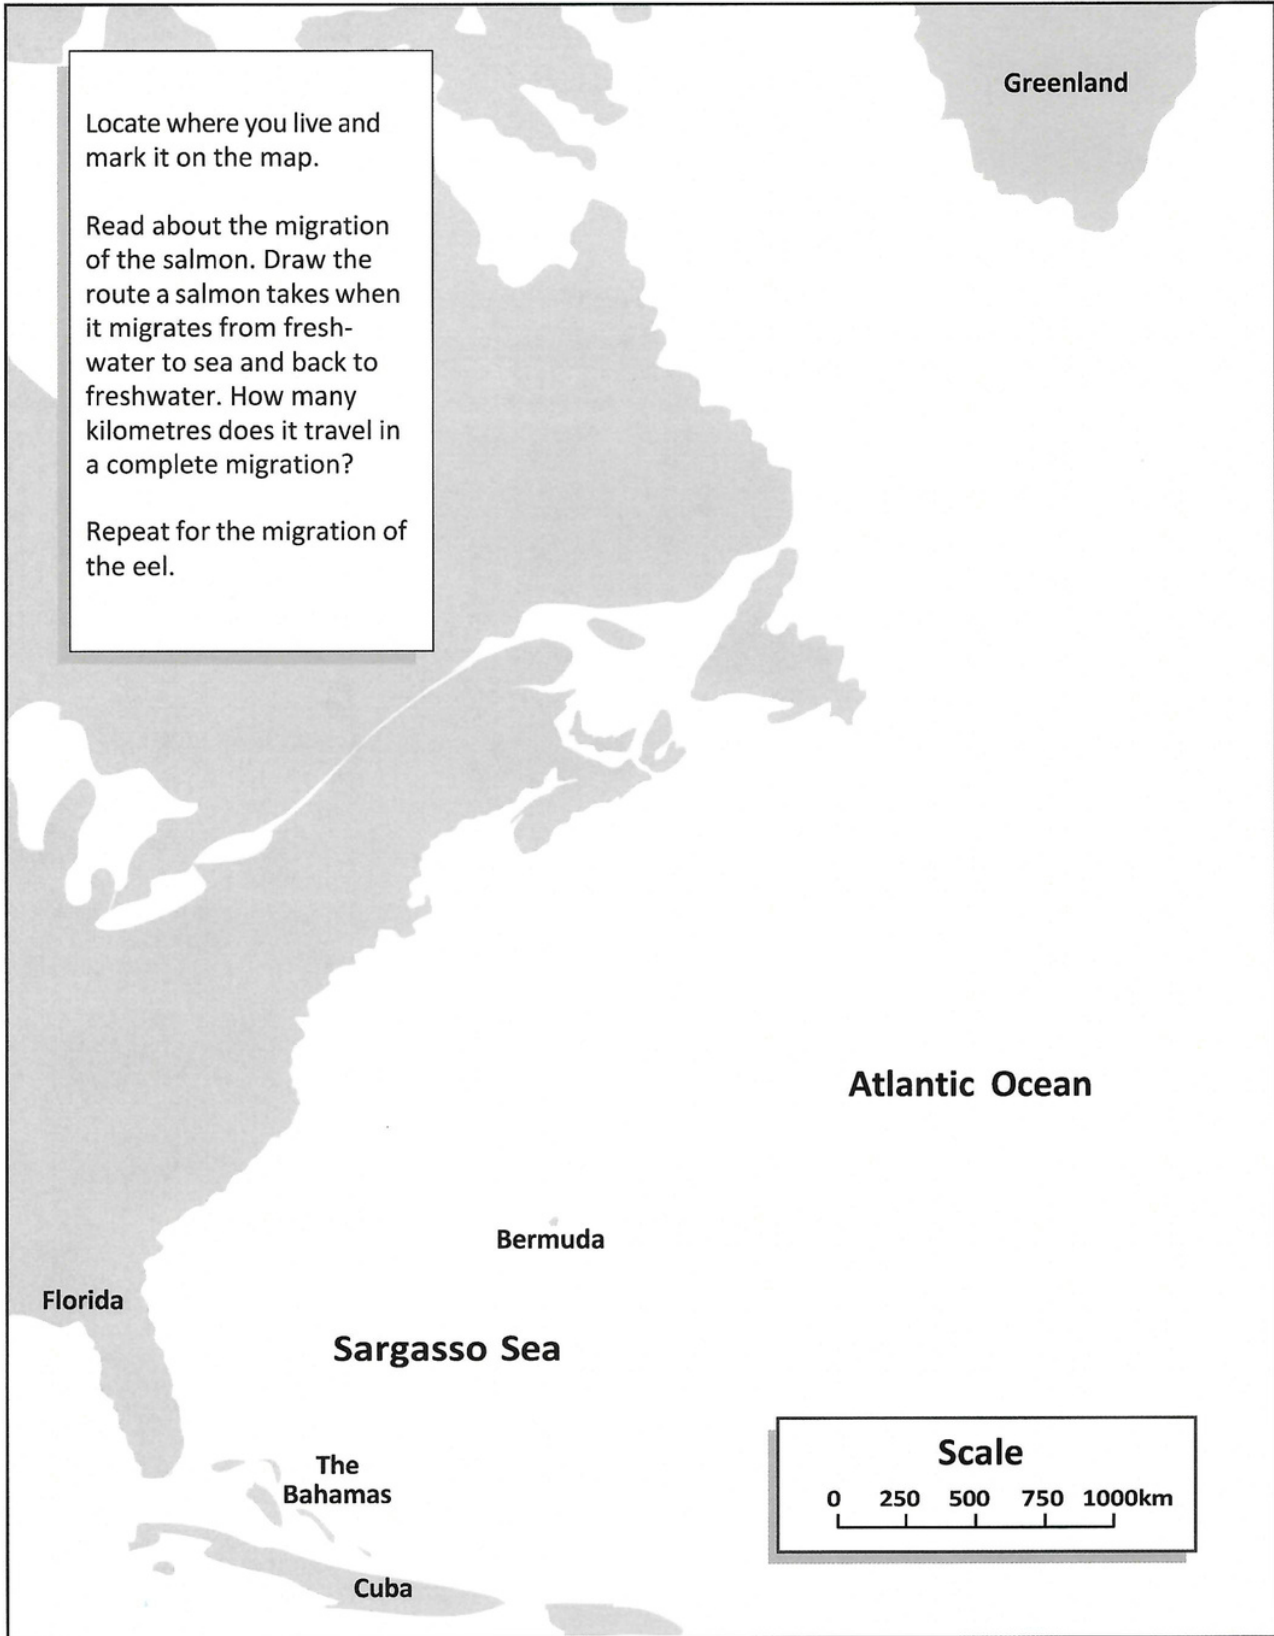 Greenland
Locate where you live and
mark it on the map.
Read about the migration
of the salmon. Draw the
route a salmon takes when
it migrates from fresh-
water to sea and back to
freshwater. How many
kilometres does it travel in
a complete migration?
Repeat for the migration of
the eel.
Atlantic Ocean
Bermuda
Florida
Sargasso Sea
The
Bahamas
Cuba
Scale
0 250 500 750 1000km